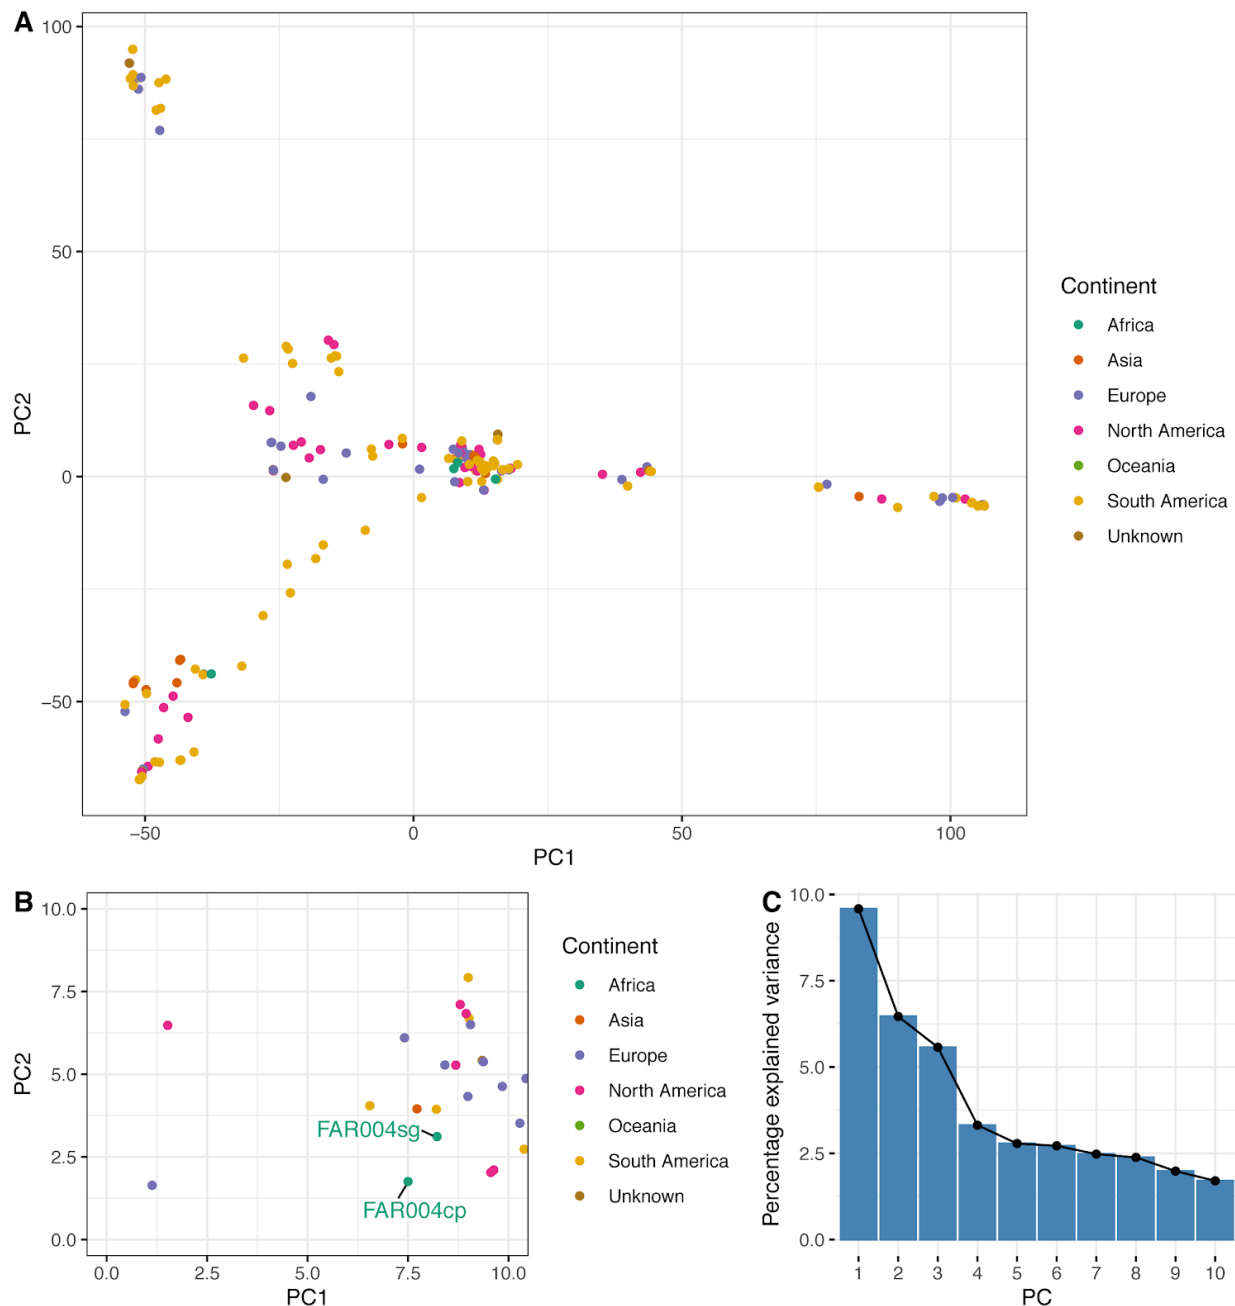 A
100
50
0
−50
PC2
−50
0
50
100
PC1
Continent
Africa
Asia
Europe
North America
Oceania
South America
Unknown
B
10.0
7.5
5.0
2.5
0.0
PC2
FAR004sg
FAR004cp
0.0
2.5
5.0
7.5
10.0
PC1
Continent
Africa
Asia
Europe
North America
Oceania
South America
Unknown
C
10.0
7.5
5.0
2.5
0.0
Percentage explained variance
1
2
3
4
5
6
7
8
9
10
PC